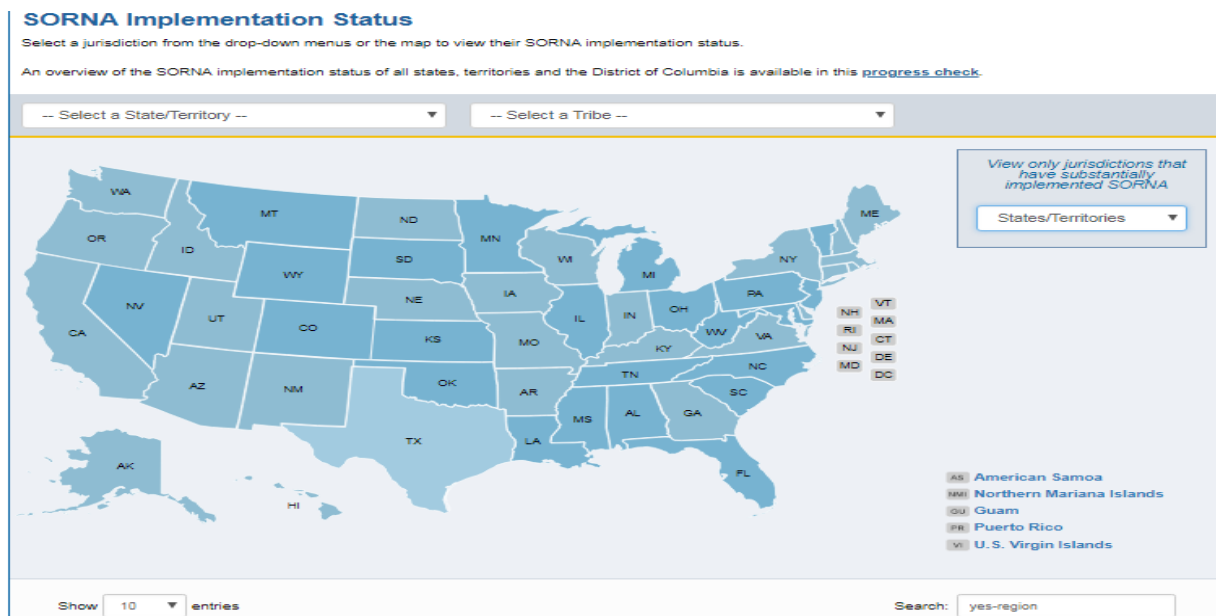 SORNA Implementation Status
Select a jurisdiction from the drop-down menus or the map to view their SORNA implementation status.
An overview of the SORNA implementation status of all states, territories and the District of Columbia is available in this progress check.
-- Select a State/Territory --
-- Select a Tribe --
View only jurisdictions that
have substantially
implemented SORNA
States/Territories
WA
MT
ND
MN
ME
OR
ID
SD
WI
NY
WY
MI
NV
UT
NE
IA
PA
CO
IL
IN
OH
WV
VA
CA
KS
MO
KY
AZ
NM
OK
AR
TN
NC
TX
LA
MS
AL
GA
SC
FL
AK
HI
NH
VT
RI
MA
NJ
CT
MD
DE
DC
AS American Samoa
NMI Northern Mariana Islands
GU Guam
PR Puerto Rico
VI U.S. Virgin Islands
Show 10 entries
Search: yes-region